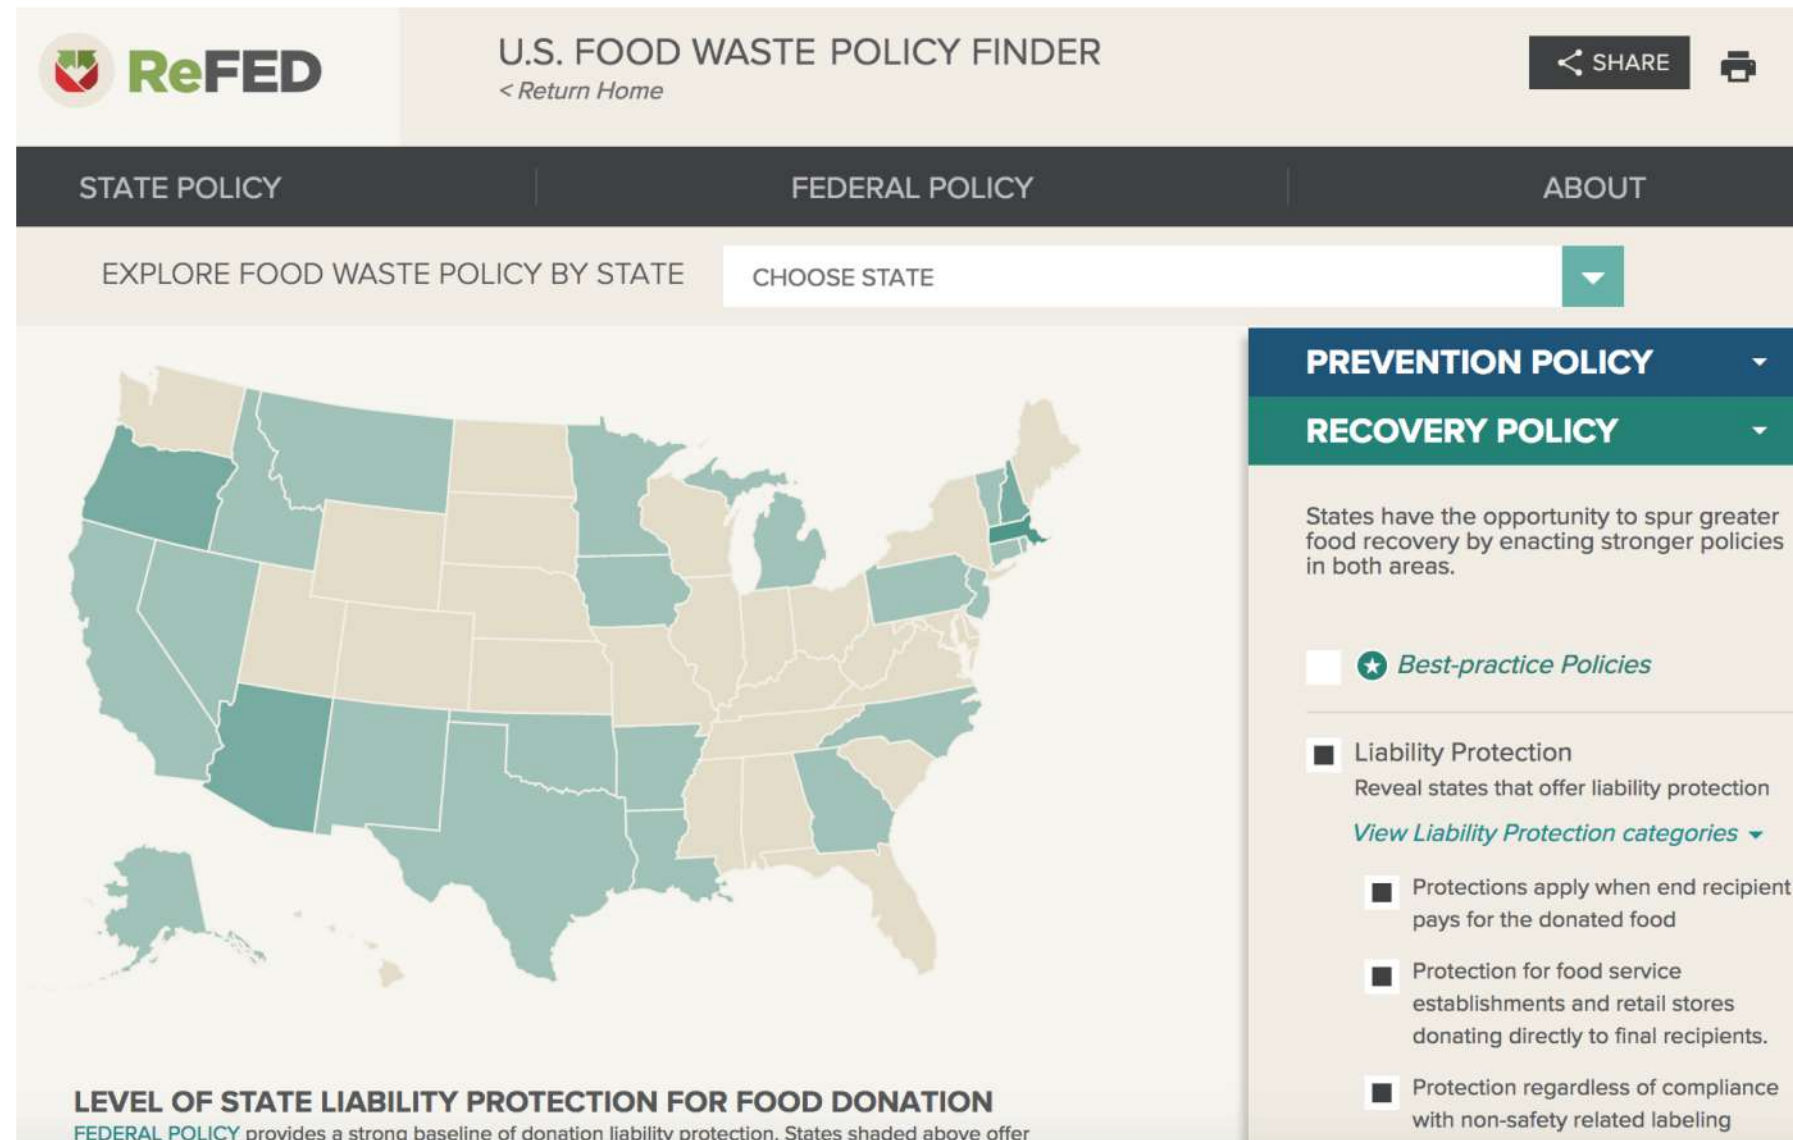 ReFED
U.S. FOOD WASTE POLICY FINDER
< Return Home
SHARE
STATE POLICY
FEDERAL POLICY
ABOUT
EXPLORE FOOD WASTE POLICY BY STATE
CHOOSE STATE
PREVENTION POLICY
RECOVERY POLICY
States have the opportunity to spur greater
food recovery by enacting stronger policies
in both areas.
Best-practice Policies
Liability Protection
Reveal states that offer liability protection
View Liability Protection categories
Protections apply when end recipient
pays for the donated food
Protection for food service
establishments and retail stores
donating directly to final recipients.
Protection regardless of compliance
with non-safety related labeling
LEVEL OF STATE LIABILITY PROTECTION FOR FOOD DONATION
FEDERAL POLICY provides a strong baseline of donation liability protection. States shaded above offer